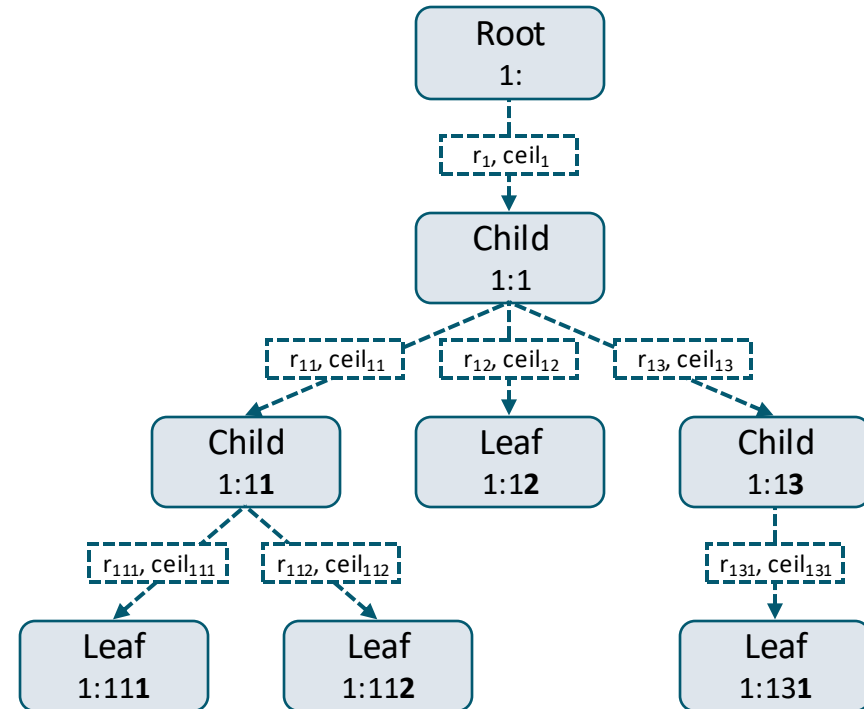 Root
1:
r₁, ceil₁
Child
1:1
r₁₁, ceil₁₁
r₁₂, ceil₁₂
r₁₃, ceil₁₃
Child
1:11
Leaf
1:12
Child
1:13
r₁₁₁, ceil₁₁₁
r₁₁₂, ceil₁₁₂
r₁₃₁, ceil₁₃₁
Leaf
1:111
Leaf
1:112
Leaf
1:131